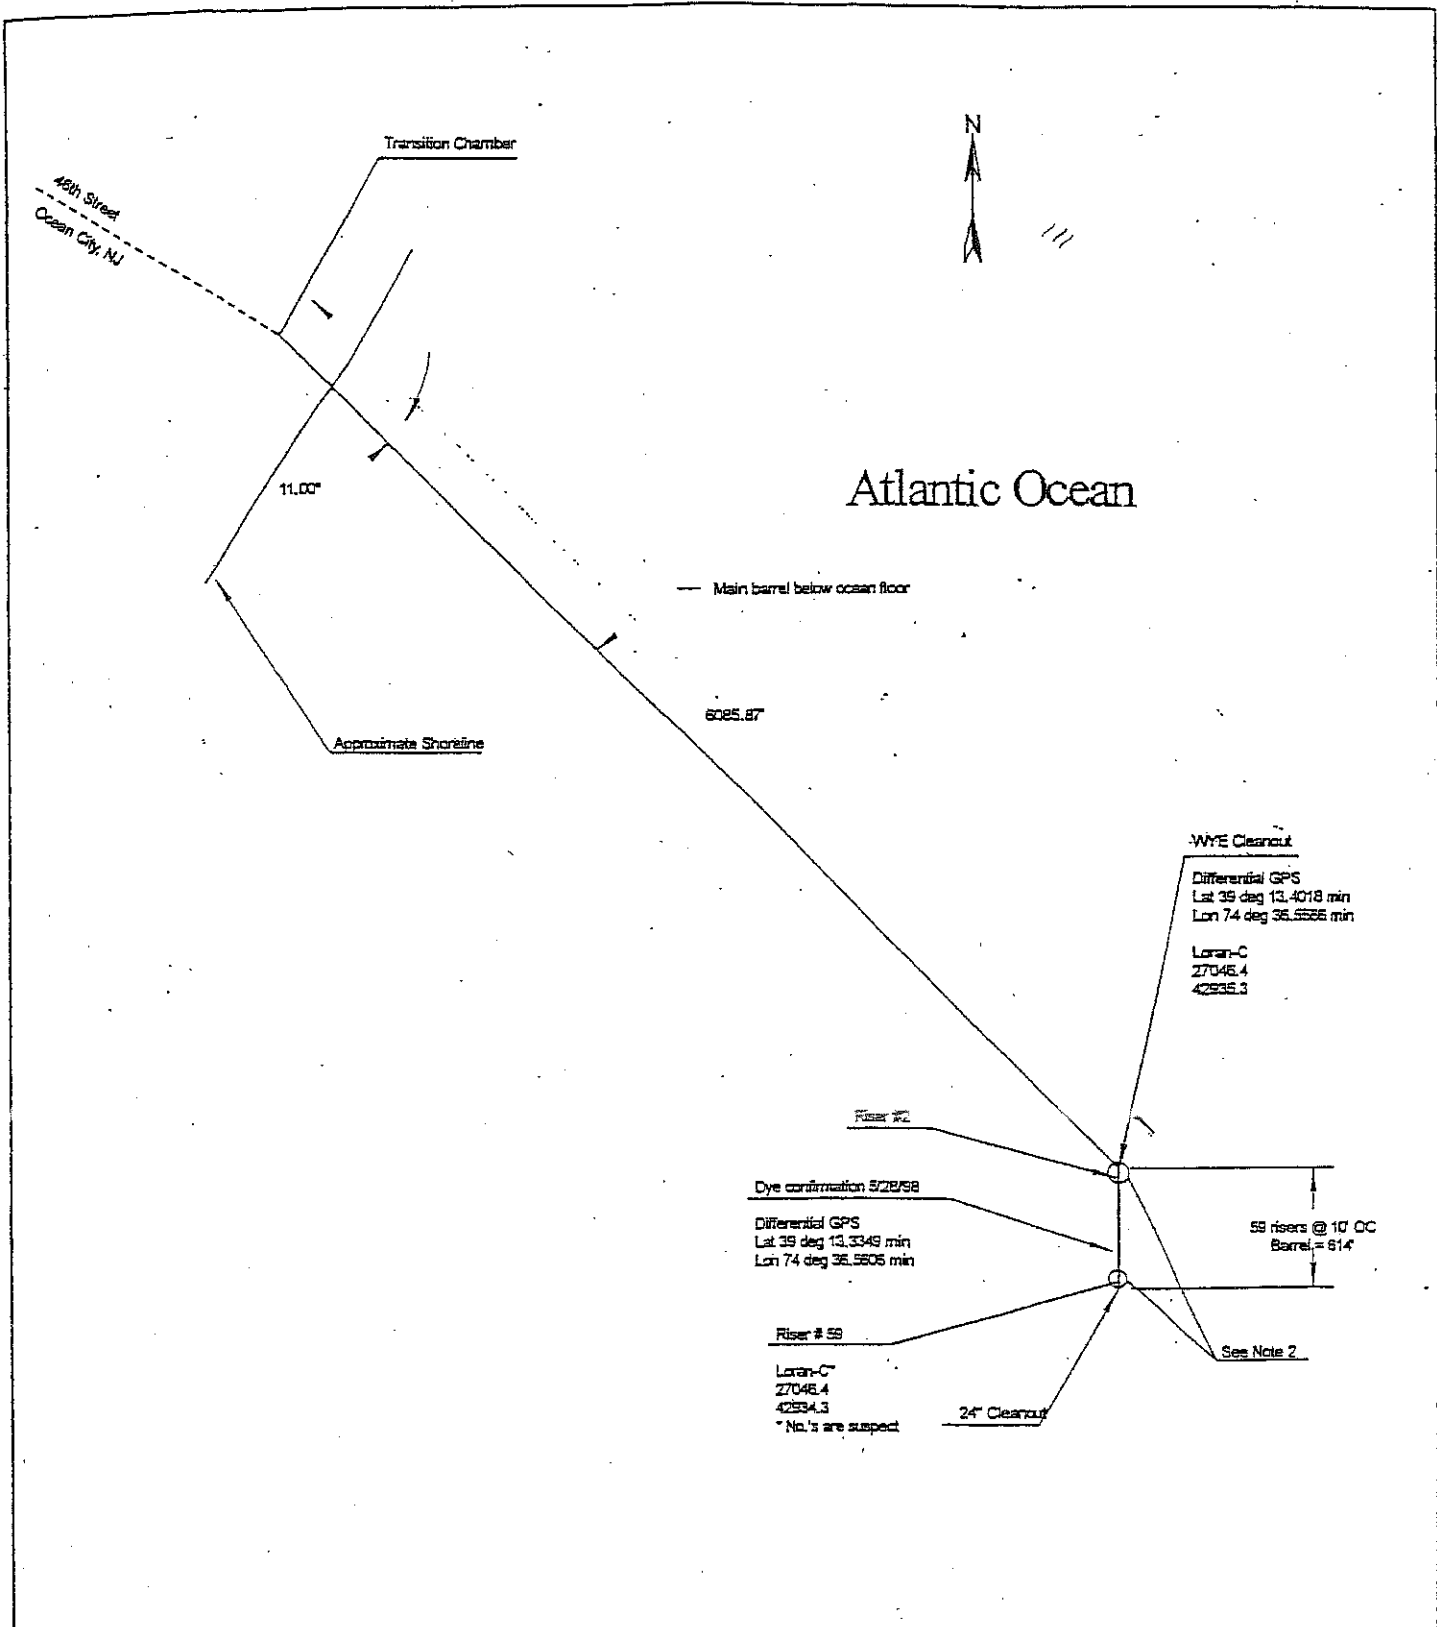 N
Transition Chamber
46th Street
Ocean City, NJ
Atlantic Ocean
11.00°
Main barrel below ocean floor
6085.87'
Approximate Shoreline
WYE Cleanout
Differential GPS
Lat 39 deg 13.4018 min
Lon 74 deg 36.5566 min
Loran-C
27046.4
42935.3
Riser #2
Dye confirmation 5/28/98
Differential GPS
Lat 39 deg 13.3349 min
Lon 74 deg 36.5606 min
59 risers @ 10' OC
Barrel = 614'
Riser # 59
Loran-C*
27046.4
42934.3
* No.'s are suspect
24" Cleanout
See Note 2